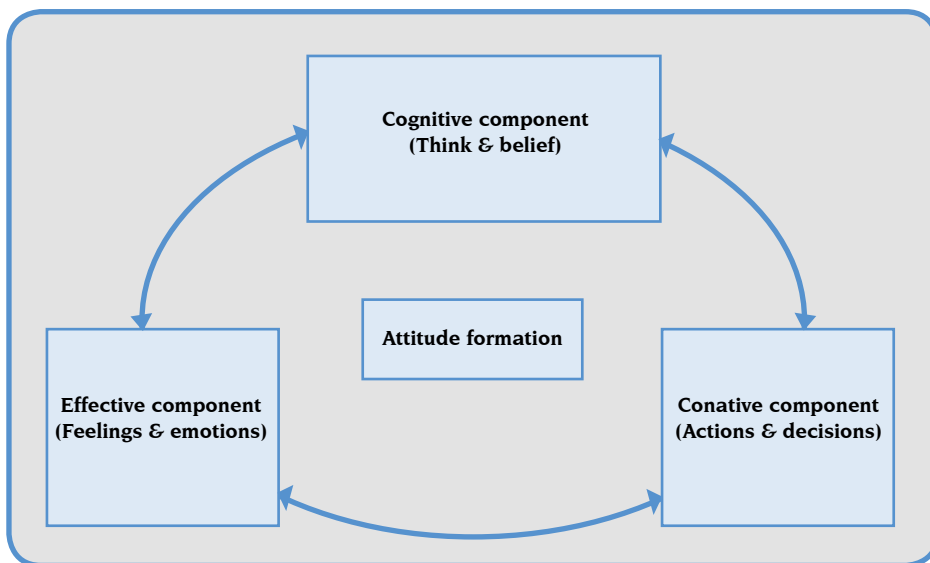 Cognitive component
(Think & belief)
Attitude formation
Effective component
(Feelings & emotions)
Conative component
(Actions & decisions)